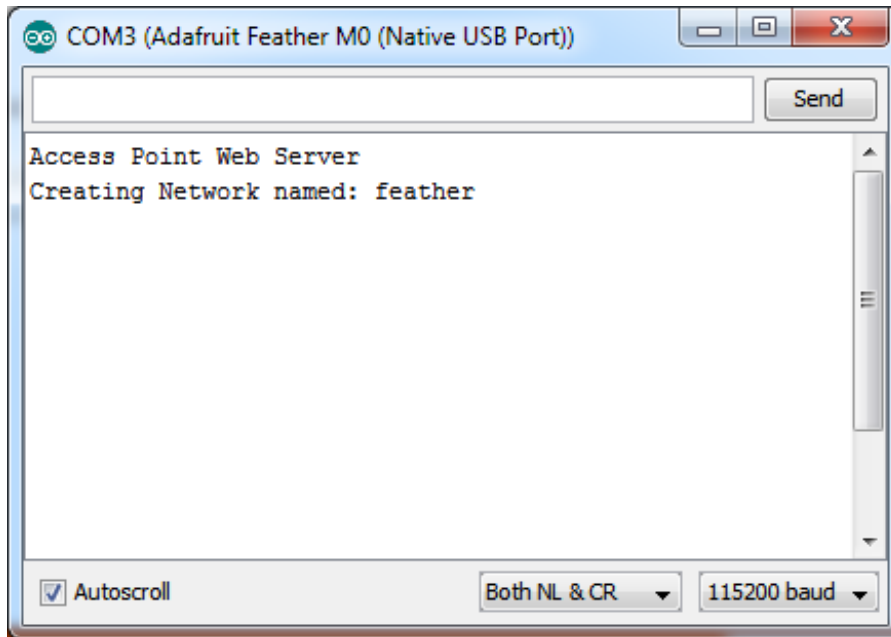 COM3 (Adafruit Feather M0 (Native USB Port))
Send
Access Point Web Server
Creating Network named: feather
Autoscroll
Both NL & CR
115200 baud